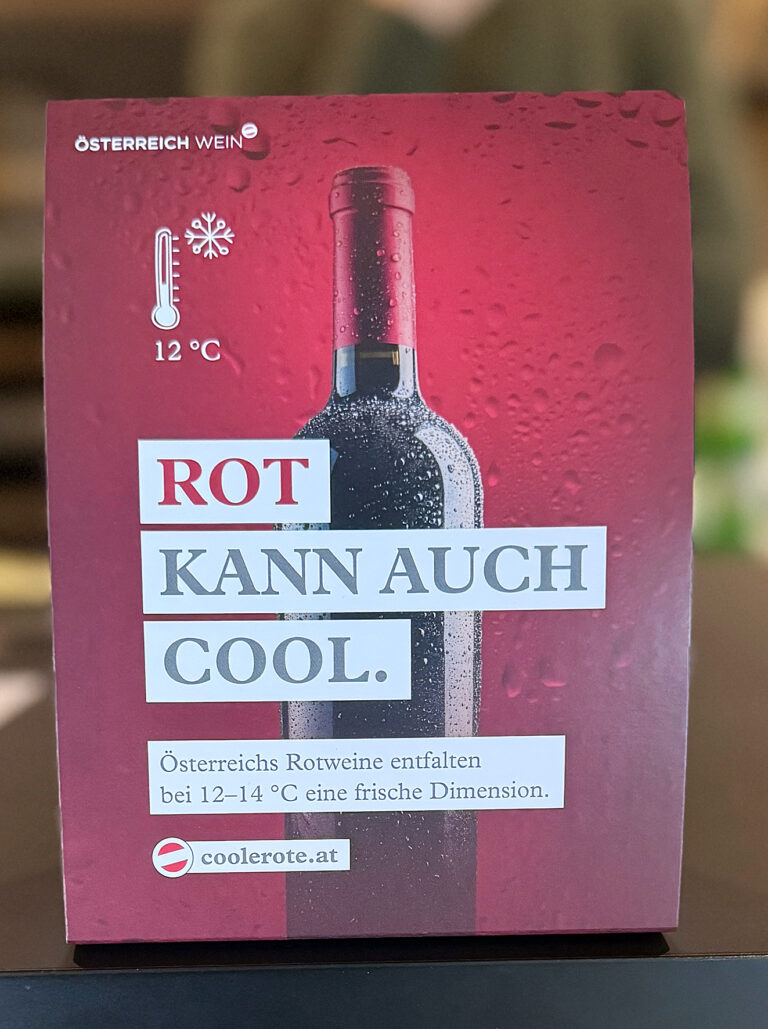 ÖSTERREICH WEIN
12 °C
ROT
KANN AUCH
COOL.
Österreichs Rotweine entfalten
bei 12–14 °C eine frische Dimension.
coolerote.at